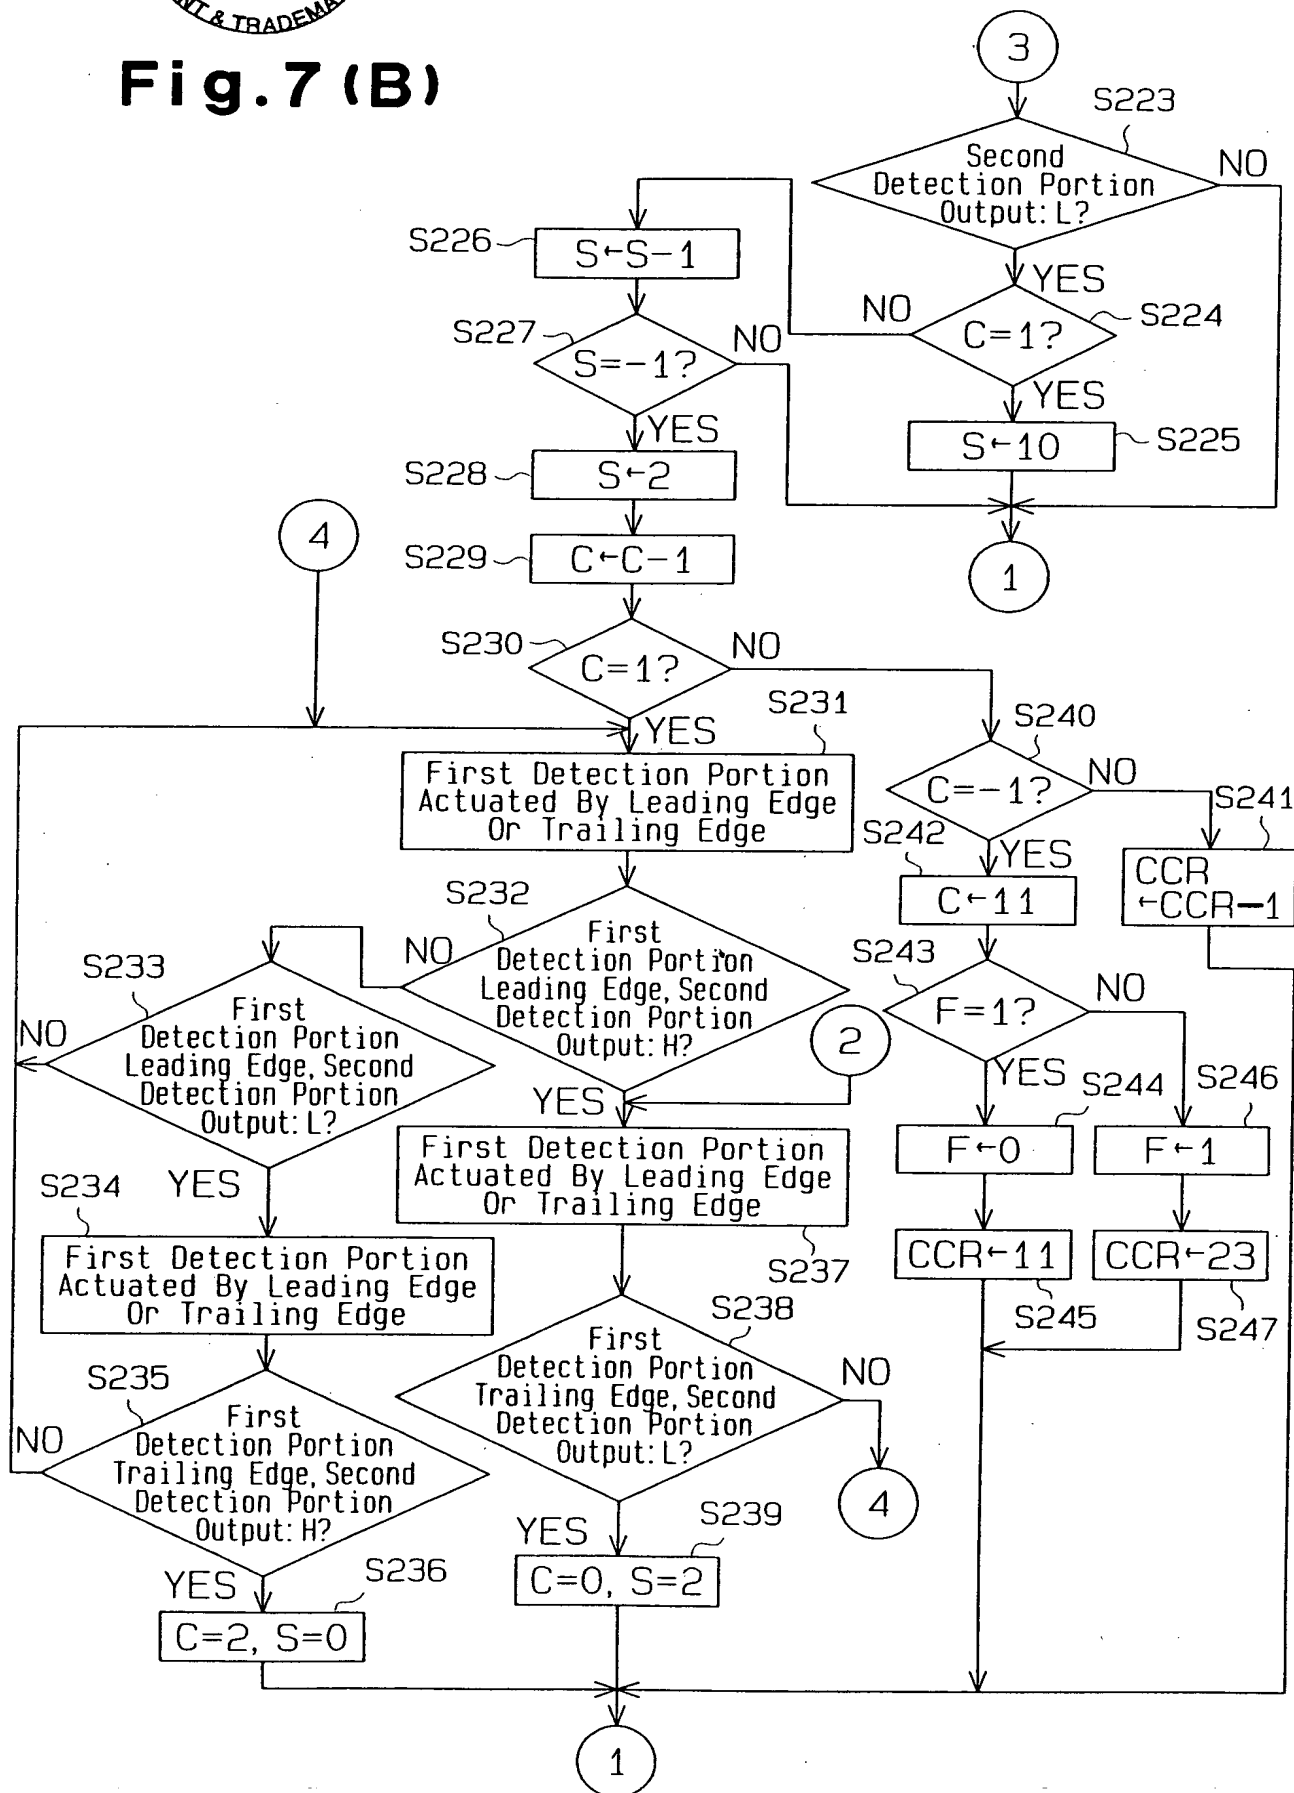 NT & TRADEMA
Fig.7(B)
3
S223
Second
Detection Portion
Output: L?
NO
YES
S226
S←S−1
NO
C=1?
S224
S227
S=−1?
NO
YES
YES
S←10
S225
S228
S←2
4
S229
C←C−1
1
S230
C=1?
NO
YES
S231
First Detection Portion
Actuated By Leading Edge
Or Trailing Edge
S240
C=−1?
NO
S241
CCR
←CCR−1
YES
S242
C←11
S232
First
Detection Portion
Leading Edge, Second
Detection Portion
Output: H?
NO
YES
S233
First
Detection Portion
Leading Edge, Second
Detection Portion
Output: L?
NO
YES
2
S243
F=1?
NO
YES
S244
F←0
S246
F←1
First Detection Portion
Actuated By Leading Edge
Or Trailing Edge
S237
S234
First Detection Portion
Actuated By Leading Edge
Or Trailing Edge
CCR←11
S245
CCR←23
S247
S238
First
Detection Portion
Trailing Edge, Second
Detection Portion
Output: L?
NO
YES
4
S235
First
Detection Portion
Trailing Edge, Second
Detection Portion
Output: H?
NO
YES
S239
C=0, S=2
S236
C=2, S=0
1